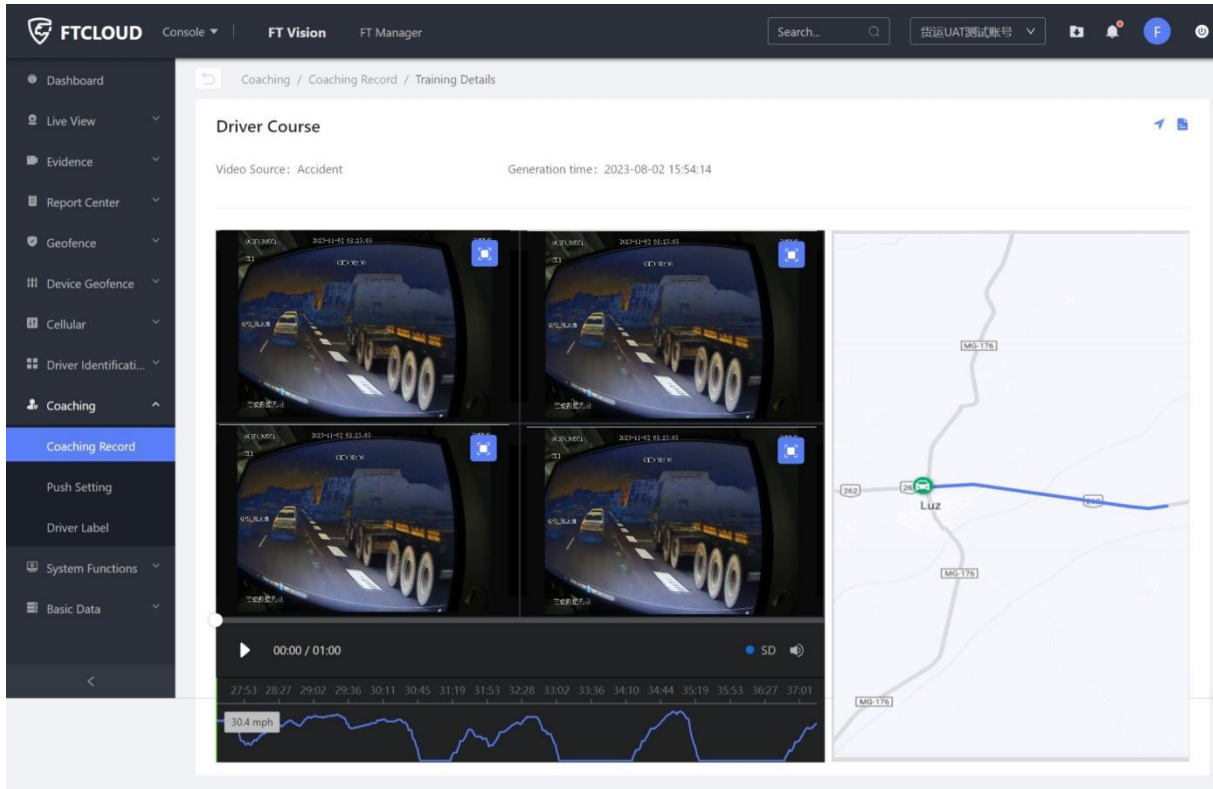 FTCLOUD Console FT Vision FT Manager Search... 货运UAT测试账号 F
Dashboard
Live View
Evidence
Report Center
Geofence
Device Geofence
Cellular
Driver Identificati...
Coaching
Coaching Record
Push Setting
Driver Label
System Functions
Basic Data
<
Coaching / Coaching Record / Training Details
Driver Course
Video Source: Accident Generation time: 2023-08-02 15:54:14
00:00 / 01:00 SD
27:53 28:27 29:02 29:36 30:11 30:45 31:19 31:53 32:28 33:02 33:36 34:10 34:44 35:19 35:53 36:27 37:01
30.4 mph
MG-176
262
Luz
MG-176
MG-176